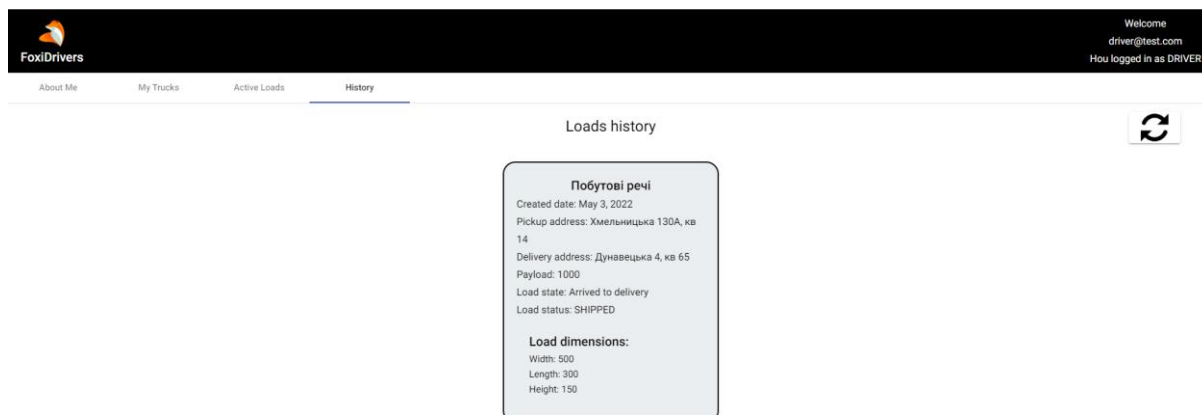 Welcome
driver@test.com
FoxiDrivers
Hou logged in as DRIVER
About Me
My Trucks
Active Loads
History
Loads history
Побутові речі
Created date: May 3, 2022
Pickup address: Хмельницька 130А, кв
14
Delivery address: Дунавецька 4, кв 65
Payload: 1000
Load state: Arrived to delivery
Load status: SHIPPED
Load dimensions:
Width: 500
Length: 300
Height: 150